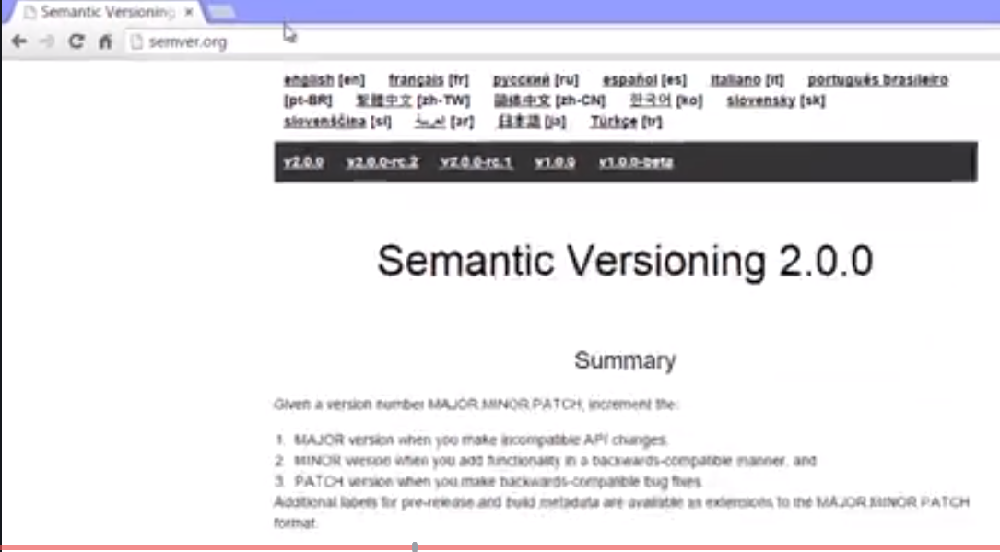 Semantic Versioning
semver.org
english [en] français [fr] русский [ru] español [es] italiano [it] português brasileiro
[pt-BR] 繁體中文 [zh-TW] 简体中文 [zh-CN] 한국어 [ko] slovensky [sk]
slovenščina [sl] [ar] 日本語 [ja] Türkçe [tr]
v2.0.0 v2.0.0-rc.2 v2.0.0-rc.1 v1.0.0 v1.0.0-beta
Semantic Versioning 2.0.0
Summary
Given a version number MAJOR.MINOR.PATCH, increment the:
1. MAJOR version when you make incompatible API changes,
2. MINOR version when you add functionality in a backwards-compatible manner, and
3. PATCH version when you make backwards-compatible bug fixes.
Additional labels for pre-release and build metadata are available as extensions to the MAJOR.MINOR.PATCH
format.